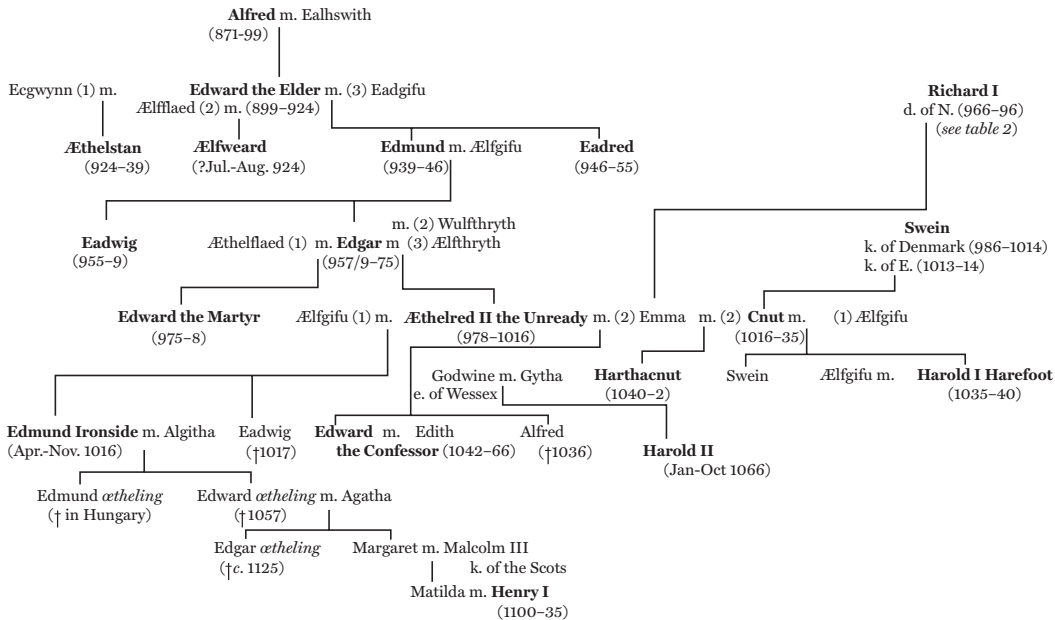 Alfred m. Ealhswith
(871-99)
Ecgwynn (1) m.
Edward the Elder m. (3) Eadgifu
Ælfflaed (2) m. (899–924)
Richard I
d. of N. (966–96)
(see table 2)
Æthelstan
(924–39)
Ælfweard
(?Jul.-Aug. 924)
Edmund m. Ælfgifu
(939–46)
Eadred
(946–55)
Eadwig
(955–9)
m. (2) Wulfthryth
Æthelflaed (1) m. Edgar m (3) Ælfthryth
(957/9–75)
Swein
k. of Denmark (986–1014)
k. of E. (1013–14)
Edward the Martyr
(975–8)
Ælfgifu (1) m. Æthelred II the Unready m. (2) Emma m. (2) Cnut m. (1) Ælfgifu
(978–1016)
(1016–35)
Godwine m. Gytha
e. of Wessex
Harthacnut
(1040–2)
Swein
Ælfgifu m.
Harold I Harefoot
(1035–40)
Edmund Ironside m. Algitha
(Apr.-Nov. 1016)
Eadwig
(†1017)
Edward m. Edith
the Confessor (1042–66)
Alfred
(†1036)
Harold II
(Jan-Oct 1066)
Edmund œtheling
(† in Hungary)
Edward œtheling m. Agatha
(†1057)
Edgar œtheling
(†c. 1125)
Margaret m. Malcolm III
k. of the Scots
Matilda m. Henry I
(1100–35)